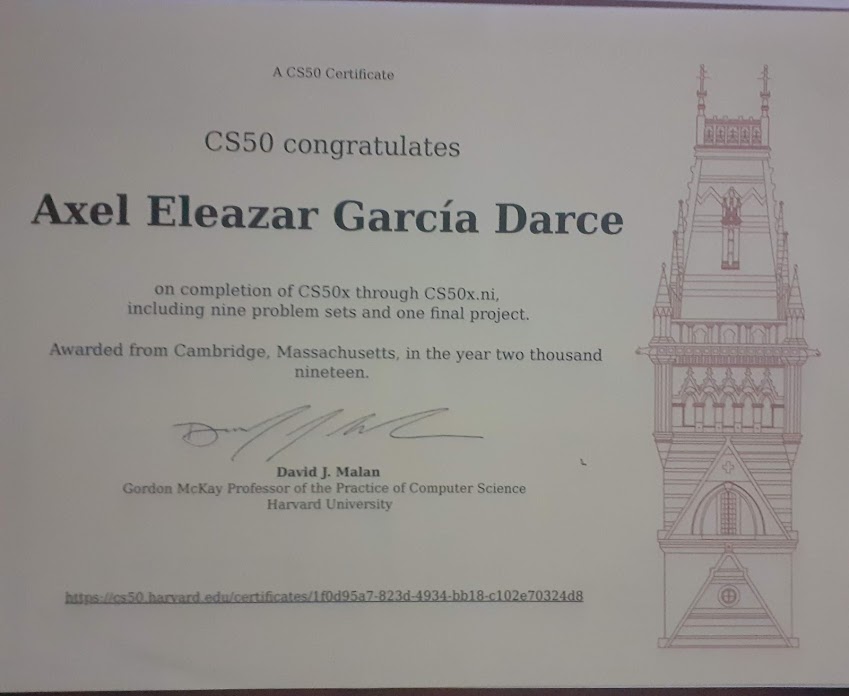 A CS50 Certificate
CS50 congratulates
Axel Eleazar García Darce
on completion of CS50x through CS50x.ni,
including nine problem sets and one final project.
Awarded from Cambridge, Massachusetts, in the year two thousand
nineteen.
David J. Malan
Gordon McKay Professor of the Practice of Computer Science
Harvard University
https://cs50.harvard.edu/certificates/1f0d95a7-823d-4934-bb18-c102e70324d8